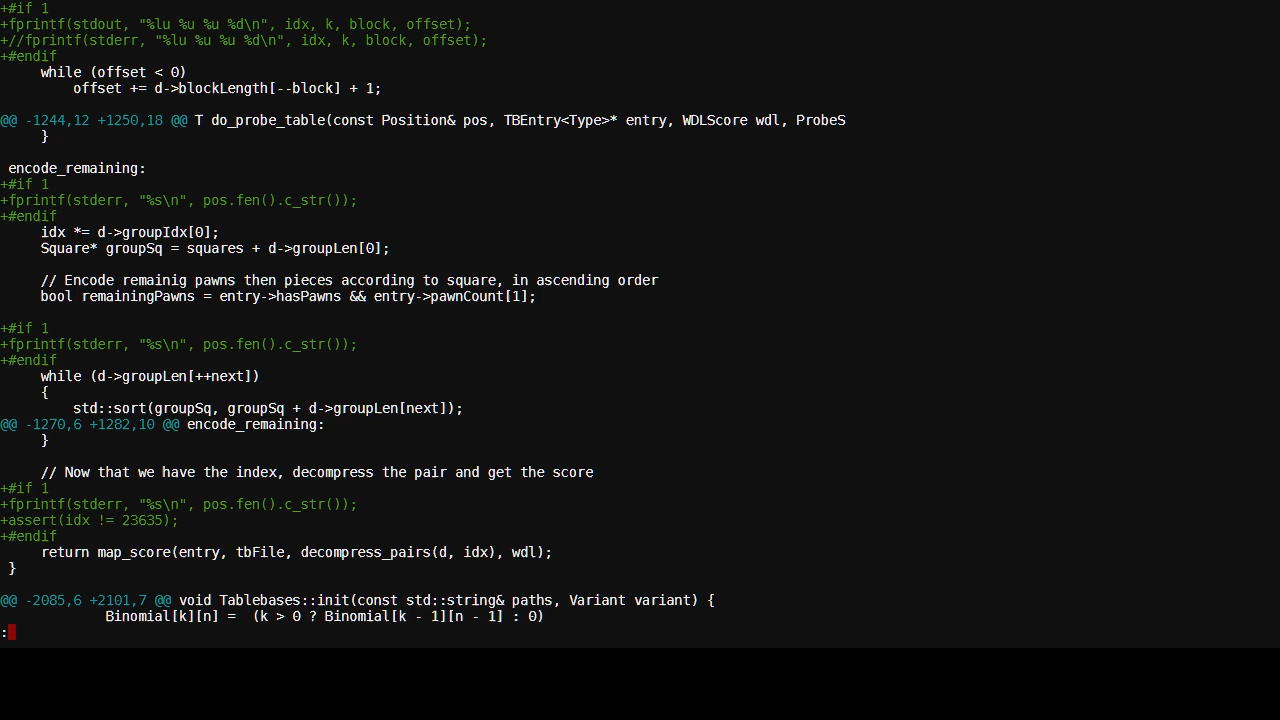 +#if 1
+fprintf(stdout, "%lu %u %u %d\n", idx, k, block, offset);
+//fprintf(stderr, "%lu %u %u %d\n", idx, k, block, offset);
+#endif
     while (offset < 0)
         offset += d->blockLength[--block] + 1;

@@ -1244,12 +1250,18 @@ T do_probe_table(const Position& pos, TBEntry<Type>* entry, WDLScore wdl, ProbeS
     }

 encode_remaining:
+#if 1
+fprintf(stderr, "%s\n", pos.fen().c_str());
+#endif
     idx *= d->groupIdx[0];
     Square* groupSq = squares + d->groupLen[0];

     // Encode remainig pawns then pieces according to square, in ascending order
     bool remainingPawns = entry->hasPawns && entry->pawnCount[1];

+#if 1
+fprintf(stderr, "%s\n", pos.fen().c_str());
+#endif
     while (d->groupLen[++next])
     {
         std::sort(groupSq, groupSq + d->groupLen[next]);
@@ -1270,6 +1282,10 @@ encode_remaining:
     }

     // Now that we have the index, decompress the pair and get the score
+#if 1
+fprintf(stderr, "%s\n", pos.fen().c_str());
+assert(idx != 23635);
+#endif
     return map_score(entry, tbFile, decompress_pairs(d, idx), wdl);
 }

@@ -2085,6 +2101,7 @@ void Tablebases::init(const std::string& paths, Variant variant) {
             Binomial[k][n] =  (k > 0 ? Binomial[k - 1][n - 1] : 0)
: